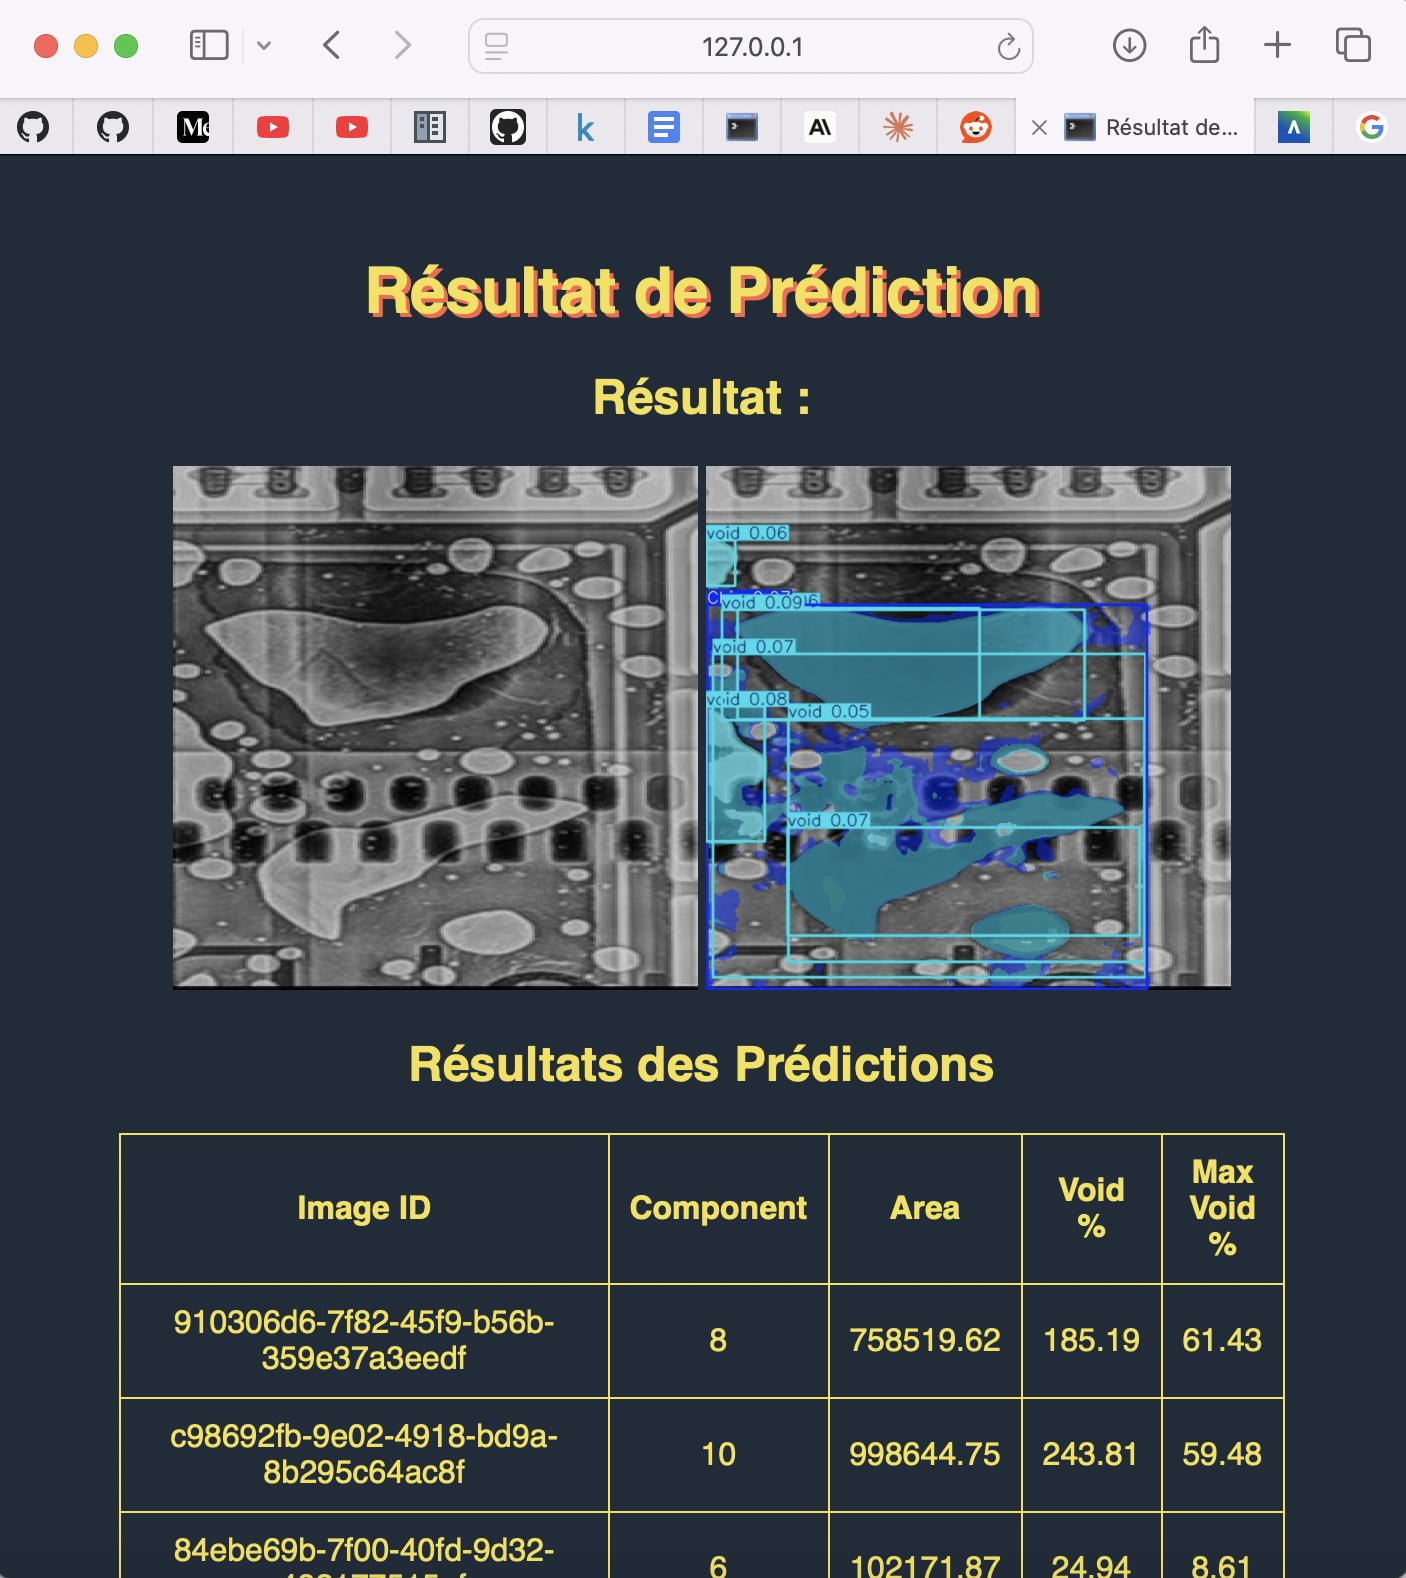 127.0.0.1
Résultat de...
Résultat de Prédiction
Résultat :
void 0.06
void 0.09
void 0.07
void 0.08
void 0.05
void 0.07
Résultats des Prédictions
Image ID
Component
Area
Void
%
Max
Void
%
910306d6-7f82-45f9-b56b-
359e37a3eedf
8
758519.62
185.19
61.43
c98692fb-9e02-4918-bd9a-
8b295c64ac8f
10
998644.75
243.81
59.48
84ebe69b-7f00-40fd-9d32-
6
102171.87
24.94
8.61